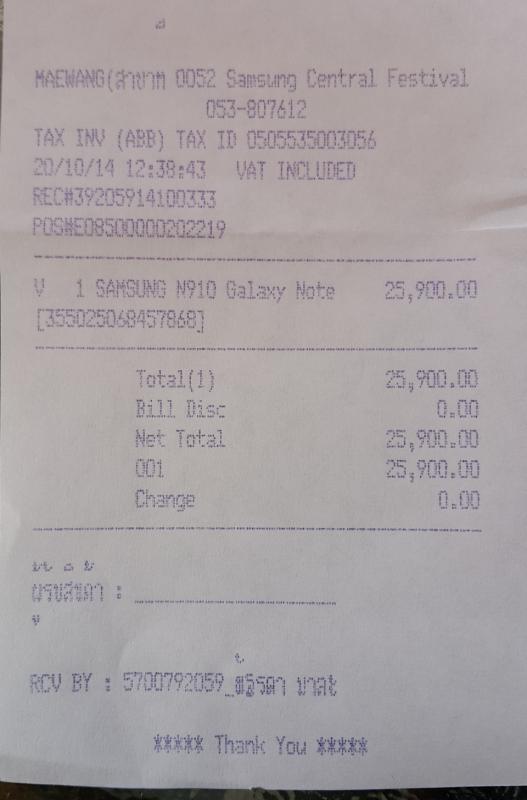 MAEWANG(สาขาท 0052 Samsung Central Festival
053-807612
TAX INV (ABB) TAX ID 0505535003056
20/10/14 12:38:43 VAT INCLUDED
REC#39205914100333
POS#E08500000202219
V 1 SAMSUNG N910 Galaxy Note 25,900.00
[355025068457868]
Total(1) 25,900.00
Bill Disc 0.00
Net Total 25,900.00
001 25,900.00
Change 0.00
RCV BY : 5700792059_
***** Thank You *****